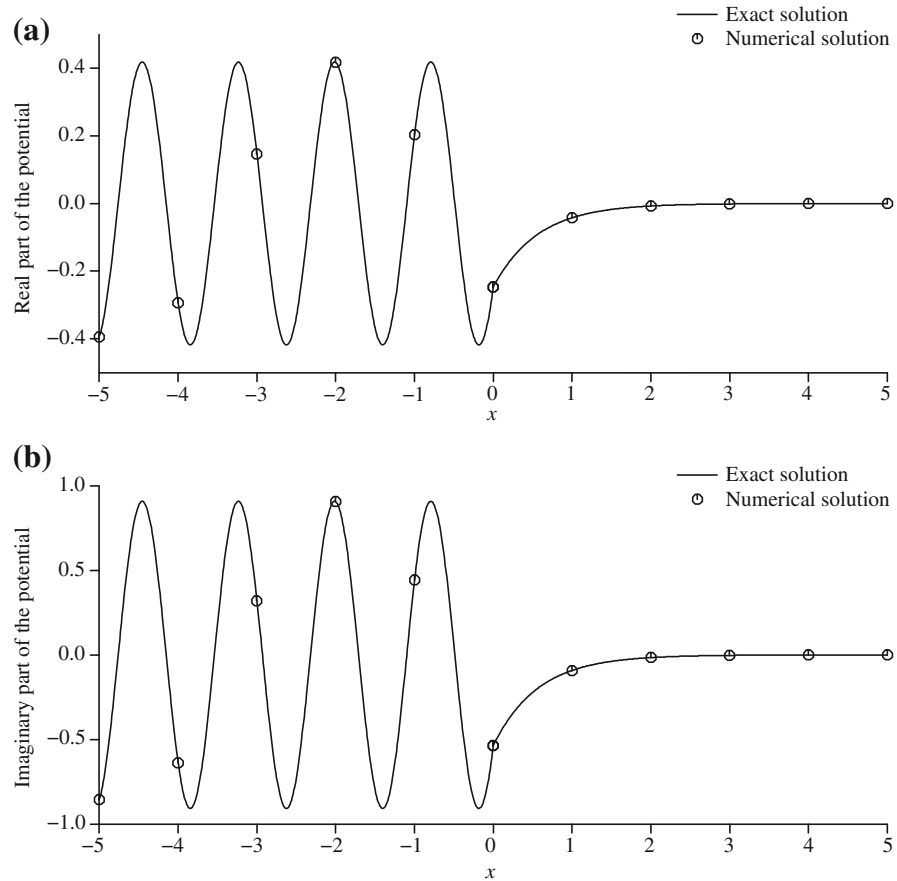 (a)
Exact solution
Numerical solution
Real part of the potential
0.4
0.2
0.0
−0.2
−0.4
−5 −4 −3 −2 −1 0 1 2 3 4 5
x
(b)
Exact solution
Numerical solution
Imaginary part of the potential
1.0
0.5
0.0
−0.5
−1.0
−5 −4 −3 −2 −1 0 1 2 3 4 5
x